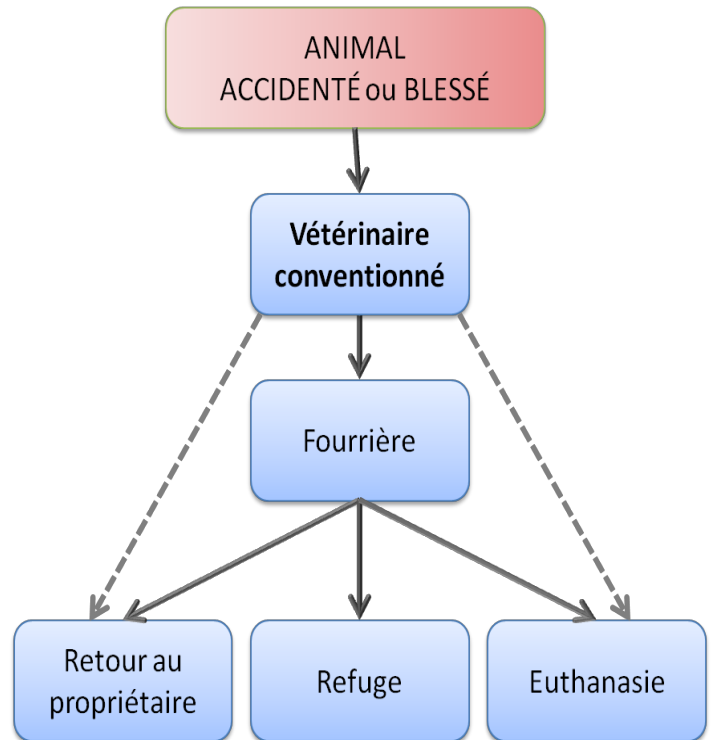 ANIMAL
ACCIDENTÉ ou BLESSÉ
Vétérinaire
conventionné
Fourrière
Retour au
propriétaire
Refuge
Euthanasie